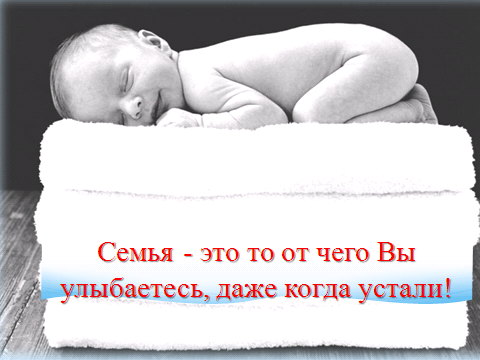 Семья - это то от чего Вы
улыбаетесь, даже когда устали!